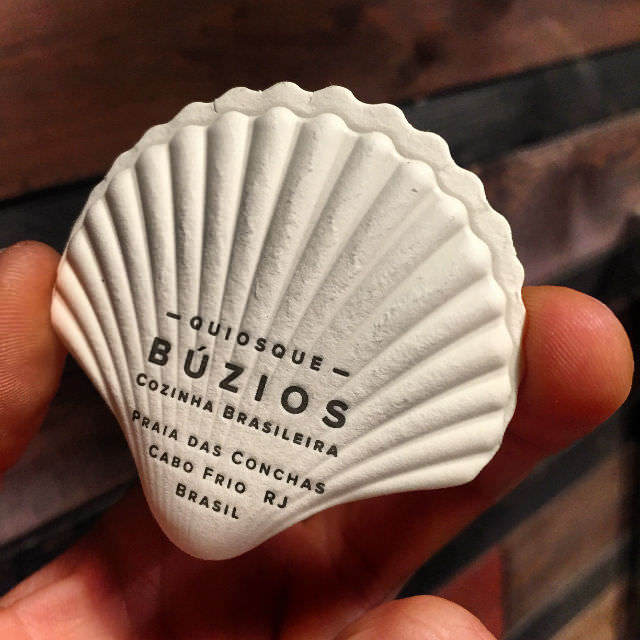 — QUIOSQUE —
BÚZIOS
COZINHA BRASILEIRA
PRAIA DAS CONCHAS
CABO FRIO RJ
BRASIL